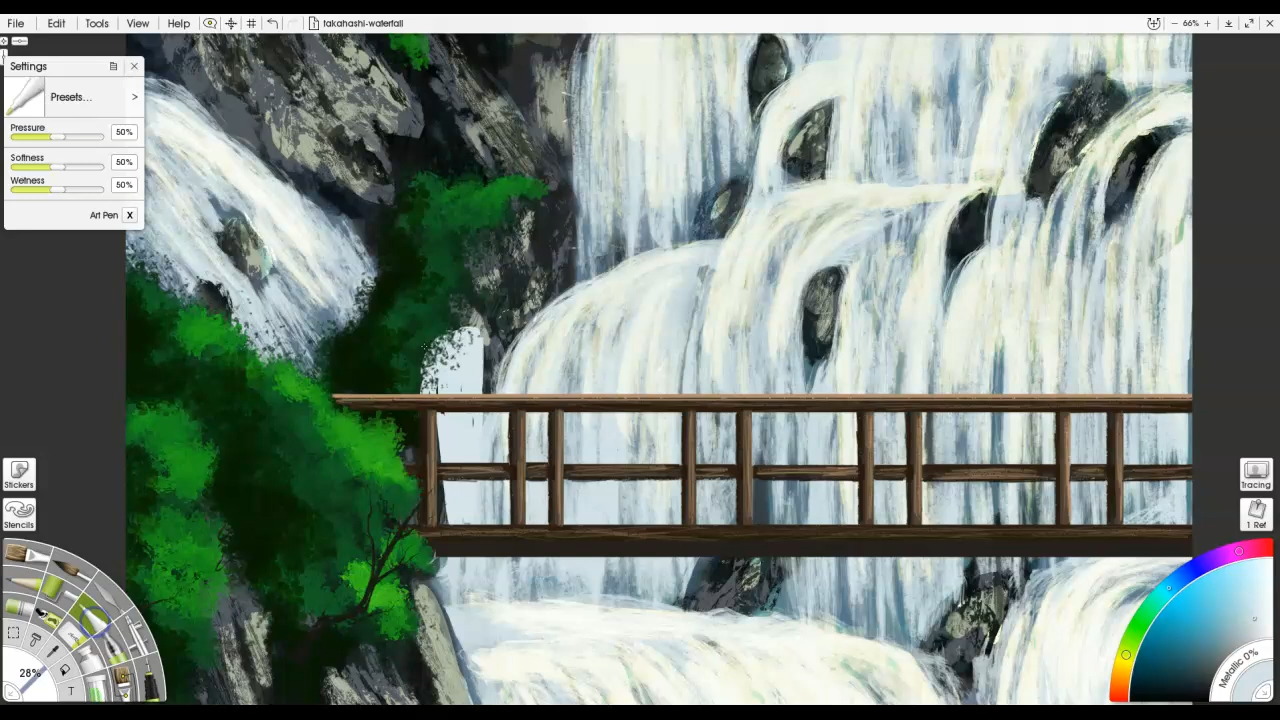 File Edit Tools View Help takahashi-waterfall 66%
Settings
Presets... >
Pressure 50%
Softness 50%
Wetness 50%
Art Pen X
Stickers
Stencils
Tracing
1 Ref
28%
T
Metallic 0%